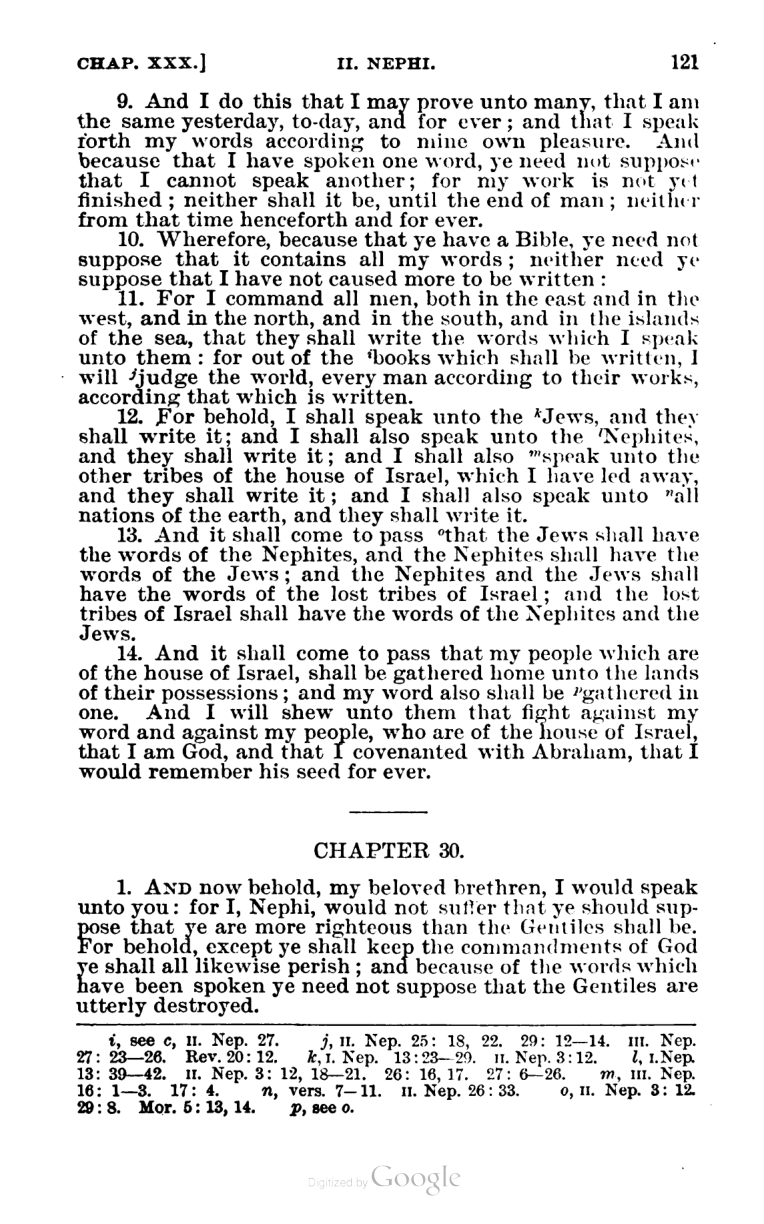 CHAP. XXX.] II. NEPHI. 121
9. And I do this that I may prove unto many, that I am
the same yesterday, to-day, and for ever; and that I speak
forth my words according to mine own pleasure. And
because that I have spoken one word, ye need not suppose
that I cannot speak another; for my work is not yet
finished; neither shall it be, until the end of man; neither
from that time henceforth and for ever.
10. Wherefore, because that ye have a Bible, ye need not
suppose that it contains all my words; neither need ye
suppose that I have not caused more to be written:
11. For I command all men, both in the east and in the
west, and in the north, and in the south, and in the islands
of the sea, that they shall write the words which I speak
unto them: for out of the ⁱbooks which shall be written, I
will ʲjudge the world, every man according to their works,
according that which is written.
12. For behold, I shall speak unto the ᵏJews, and they
shall write it; and I shall also speak unto the ˡNephites,
and they shall write it; and I shall also ᵐspeak unto the
other tribes of the house of Israel, which I have led away,
and they shall write it; and I shall also speak unto ⁿall
nations of the earth, and they shall write it.
13. And it shall come to pass ᵒthat the Jews shall have
the words of the Nephites, and the Nephites shall have the
words of the Jews; and the Nephites and the Jews shall
have the words of the lost tribes of Israel; and the lost
tribes of Israel shall have the words of the Nephites and the
Jews.
14. And it shall come to pass that my people which are
of the house of Israel, shall be gathered home unto the lands
of their possessions; and my word also shall be ᵖgathered in
one. And I will shew unto them that fight against my
word and against my people, who are of the house of Israel,
that I am God, and that I covenanted with Abraham, that I
would remember his seed for ever.
CHAPTER 30.
1. AND now behold, my beloved brethren, I would speak
unto you: for I, Nephi, would not suffer that ye should sup-
pose that ye are more righteous than the Gentiles shall be.
For behold, except ye shall keep the commandments of God
ye shall all likewise perish; and because of the words which
have been spoken ye need not suppose that the Gentiles are
utterly destroyed.
i, see c, II. Nep. 27. j, II. Nep. 25: 18, 22. 29: 12—14. III. Nep.
27: 23—26. Rev. 20: 12. k, I. Nep. 13:23—29. II. Nep. 3:12. l, I. Nep.
13: 39—42. II. Nep. 3: 12, 18—21. 26: 16, 17. 27: 6—26. m, III. Nep.
16: 1—3. 17: 4. n, vers. 7—11. II. Nep. 26: 33. o, II. Nep. 3: 12.
29: 8. Mor. 5: 13, 14. p, see o.
Digitized by Google